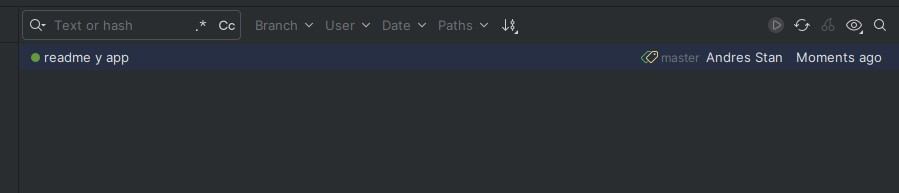 Text or hash .* Cc Branch User Date Paths
readme y app master Andres Stan Moments ago